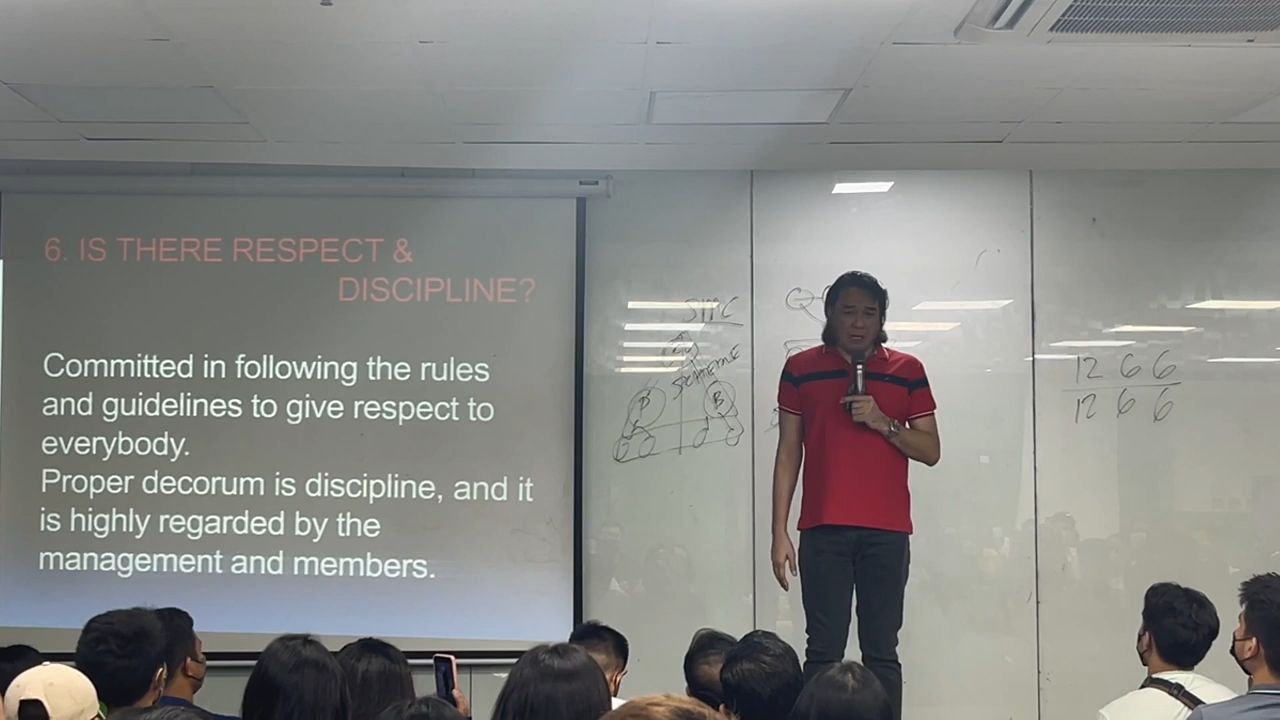 6. IS THERE RESPECT &
DISCIPLINE?
Committed in following the rules
and guidelines to give respect to
everybody.
Proper decorum is discipline, and it
is highly regarded by the
management and members.
SCHEME
P
B
12 6 6
12 6 6